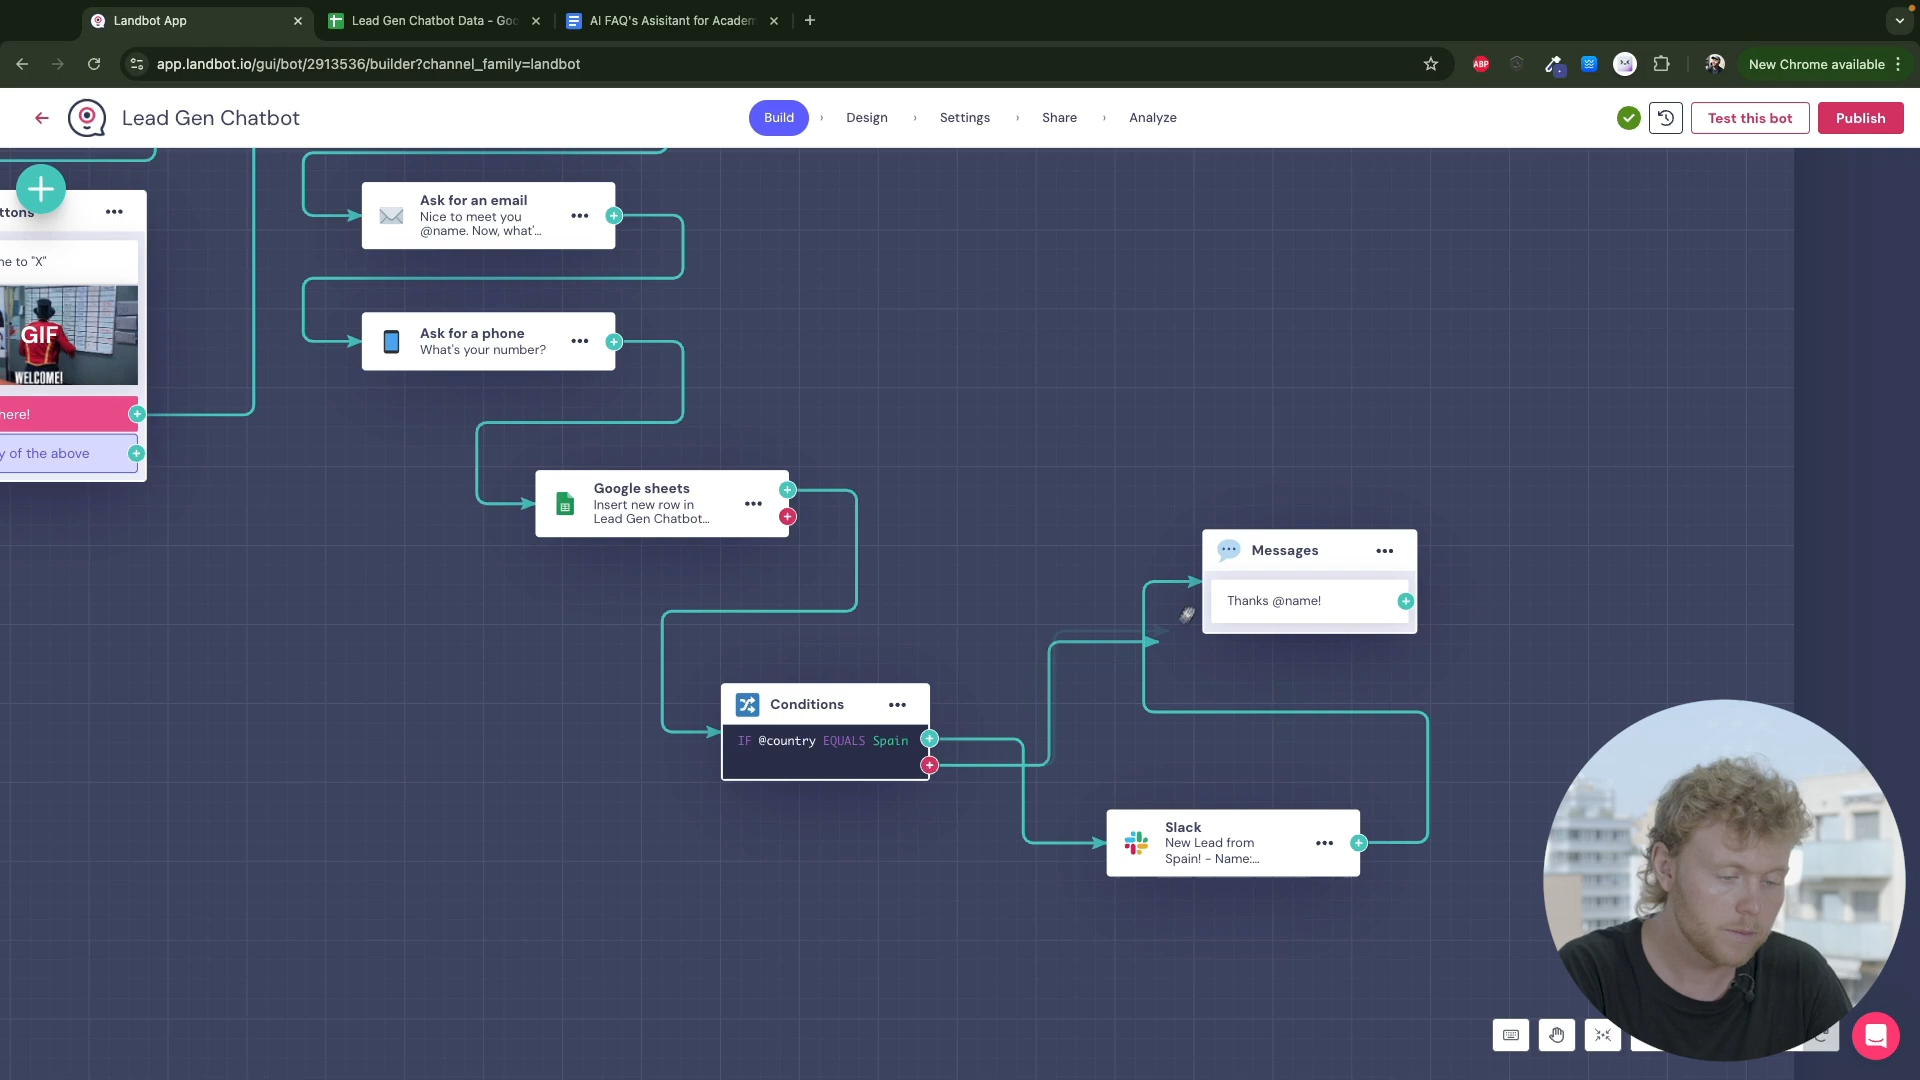 Landbot App
Lead Gen Chatbot Data - Goo
AI FAQ's Asisitant for Academ
app.landbot.io/gui/bot/2913536/builder?channel_family=landbot
ABP
New Chrome available
Lead Gen Chatbot
Build
Design
Settings
Share
Analyze
Test this bot
Publish
ttons
ne to "X"
GIF
WELCOME!
here!
y of the above
Ask for an email
Nice to meet you
@name. Now, what'...
Ask for a phone
What's your number?
Google sheets
Insert new row in
Lead Gen Chatbot...
Messages
Thanks @name!
Conditions
IF @country EQUALS Spain
Slack
New Lead from
Spain! - Name:...